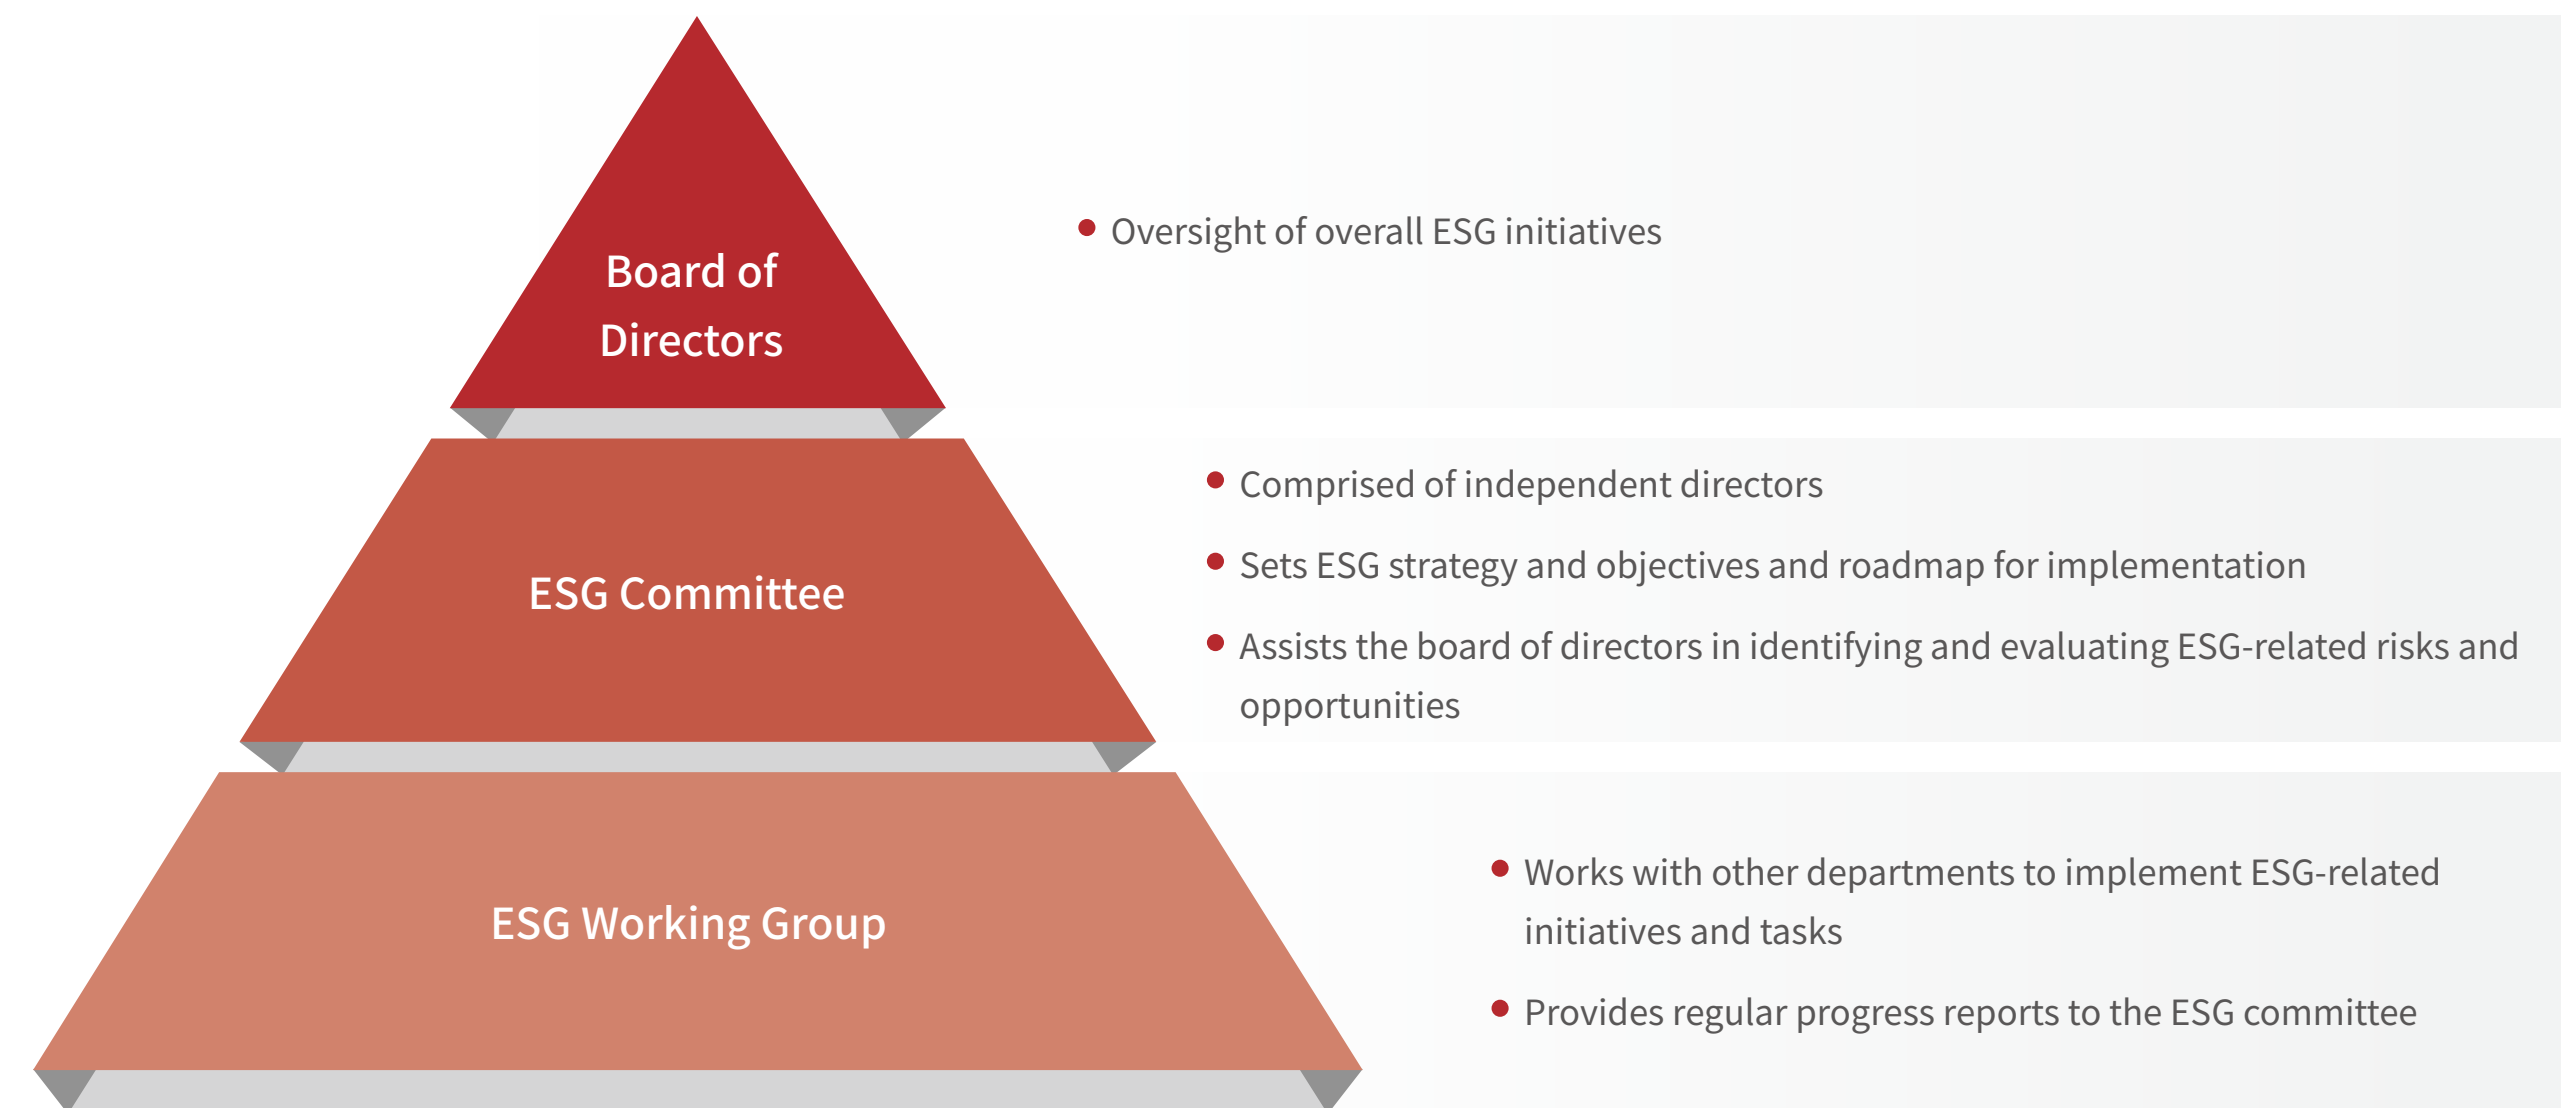 Board of
Directors
● Oversight of overall ESG initiatives
ESG Committee
● Comprised of independent directors
● Sets ESG strategy and objectives and roadmap for implementation
● Assists the board of directors in identifying and evaluating ESG-related risks and
opportunities
ESG Working Group
● Works with other departments to implement ESG-related
initiatives and tasks
● Provides regular progress reports to the ESG committee